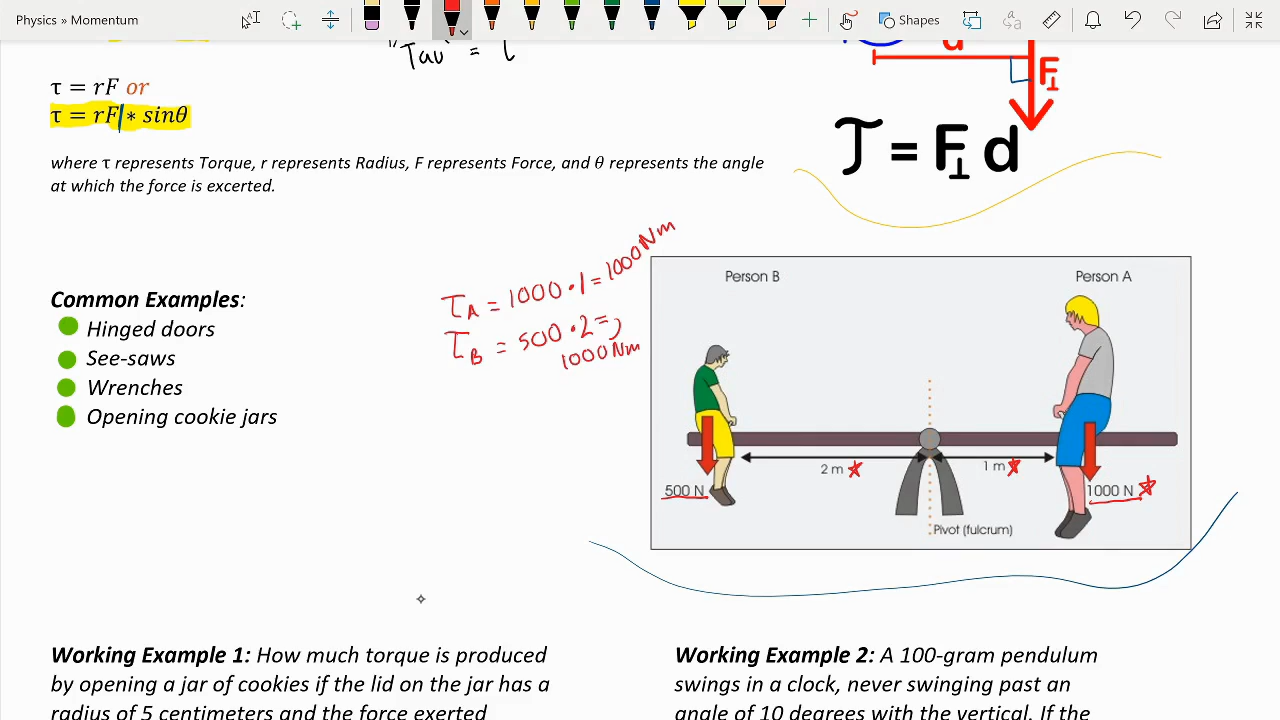 Physics » Momentum
Shapes
"Tau" = τ
d
F⊥
τ = rF or
τ = rF * sinθ
where τ represents Torque, r represents Radius, F represents Force, and θ represents the angle
at which the force is excerted.
τ = F⊥ d
Common Examples:
Hinged doors
See-saws
Wrenches
Opening cookie jars
τA = 1000 · 1 = 1000 Nm
τB = 500 · 2 =
1000 Nm
Person B
Person A
2 m
1 m
500 N
1000 N
Pivot (fulcrum)
Working Example 1: How much torque is produced
by opening a jar of cookies if the lid on the jar has a
radius of 5 centimeters and the force exerted
Working Example 2: A 100-gram pendulum
swings in a clock, never swinging past an
angle of 10 degrees with the vertical. If the